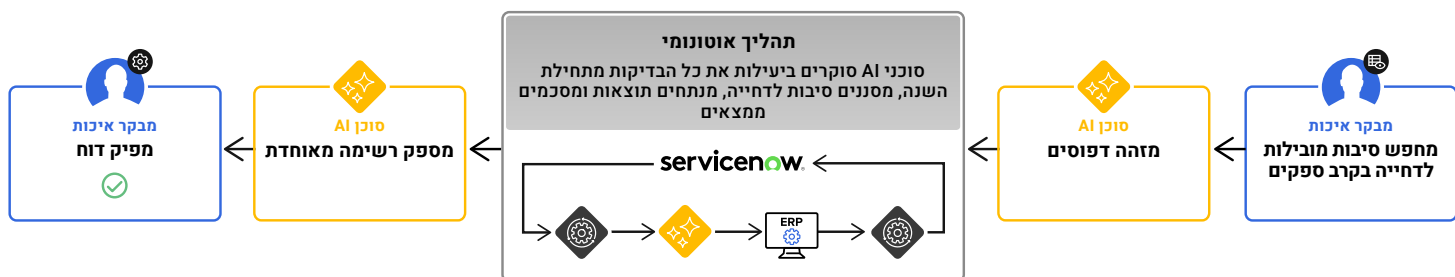 מבקר איכות
מחפש סיבות מובילות
לדחייה בקרב ספקים
סוכן AI
מזהה דפוסים
תהליך אוטונומי
סוכני AI סוקרים ביעילות את כל הבדיקות מתחילת
השנה, מסננים סיבות לדחייה, מנתחים תוצאות ומסכמים
ממצאים
servicenow
ERP
סוכן AI
מספק רשימה מאוחדת
מבקר איכות
מפיק דוח